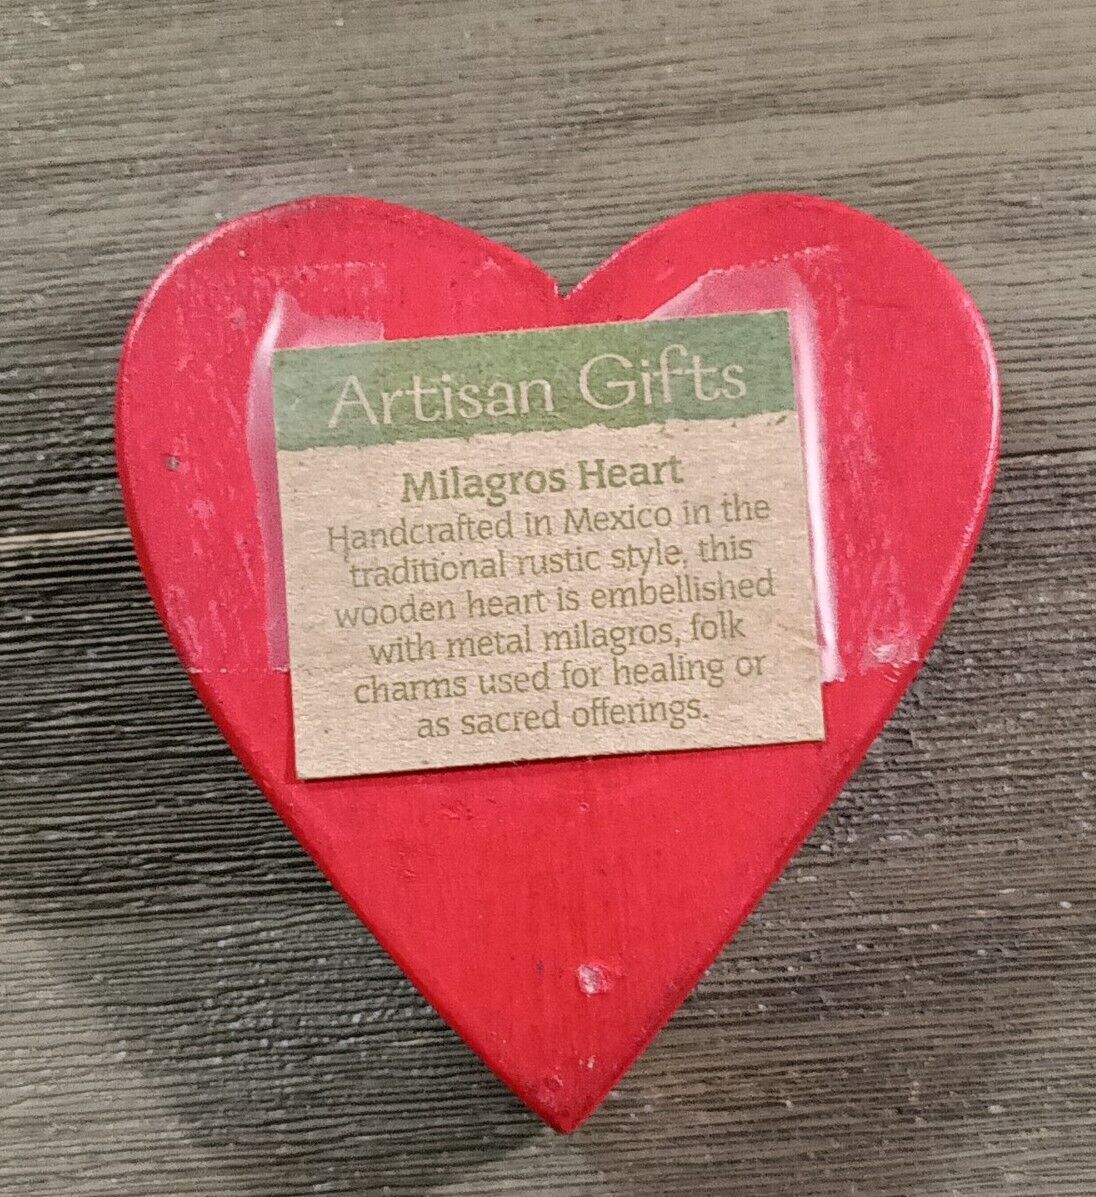 Artisan Gifts
Milagros Heart
Handcrafted in Mexico in the
traditional rustic style, this
wooden heart is embellished
with metal milagros, folk
charms used for healing or
as sacred offerings.